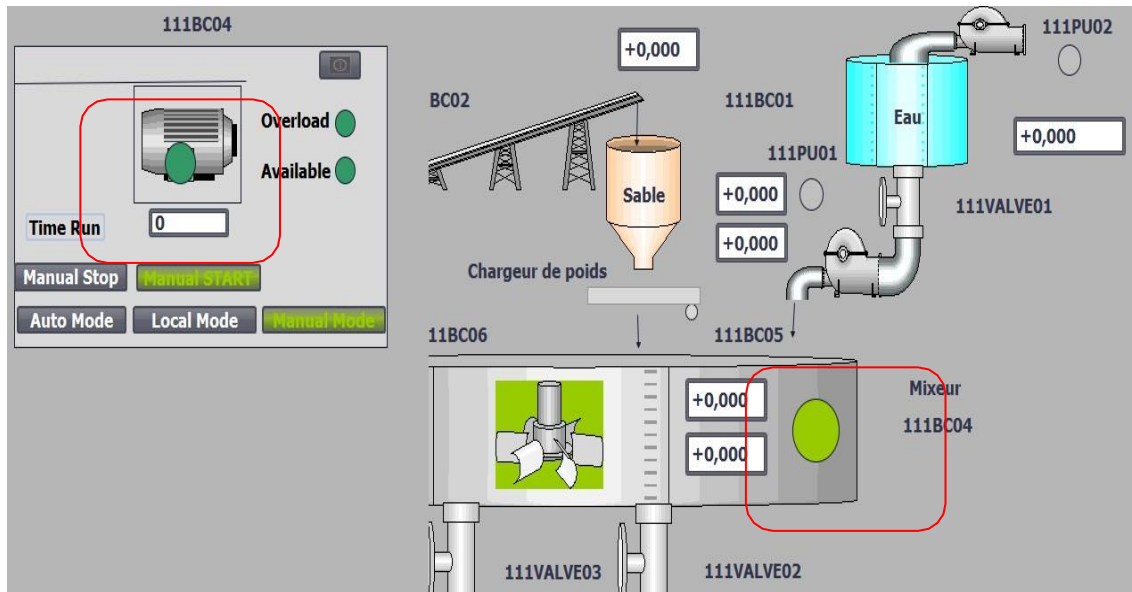 111BC04
Overload
Available
Time Run
0
Manual Stop
Manual START
Auto Mode
Local Mode
Manual Mode
+0,000
BC02
111BC01
111PU02
Eau
+0,000
111PU01
Sable
+0,000
111VALVE01
+0,000
Chargeur de poids
11BC06
111BC05
Mixeur
+0,000
111BC04
+0,000
111VALVE03
111VALVE02